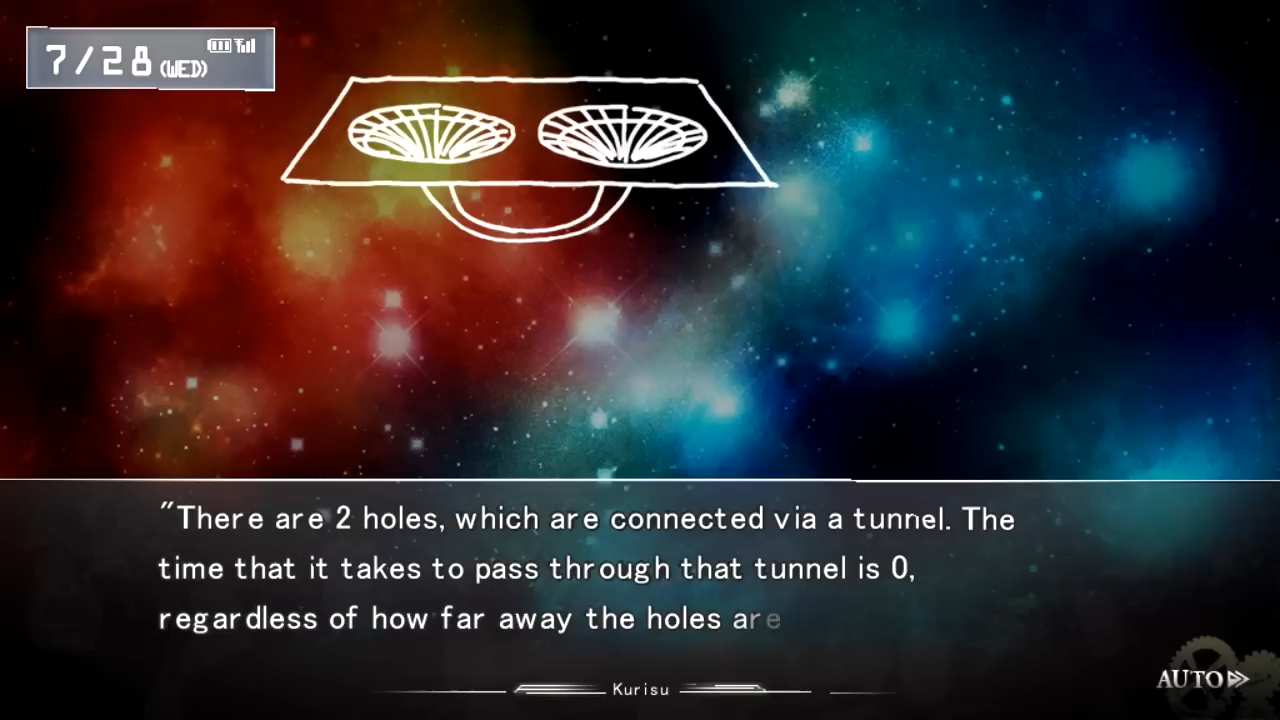 7/28 (WED)
"There are 2 holes, which are connected via a tunnel. The
time that it takes to pass through that tunnel is 0,
regardless of how far away the holes are
Kurisu
AUTO